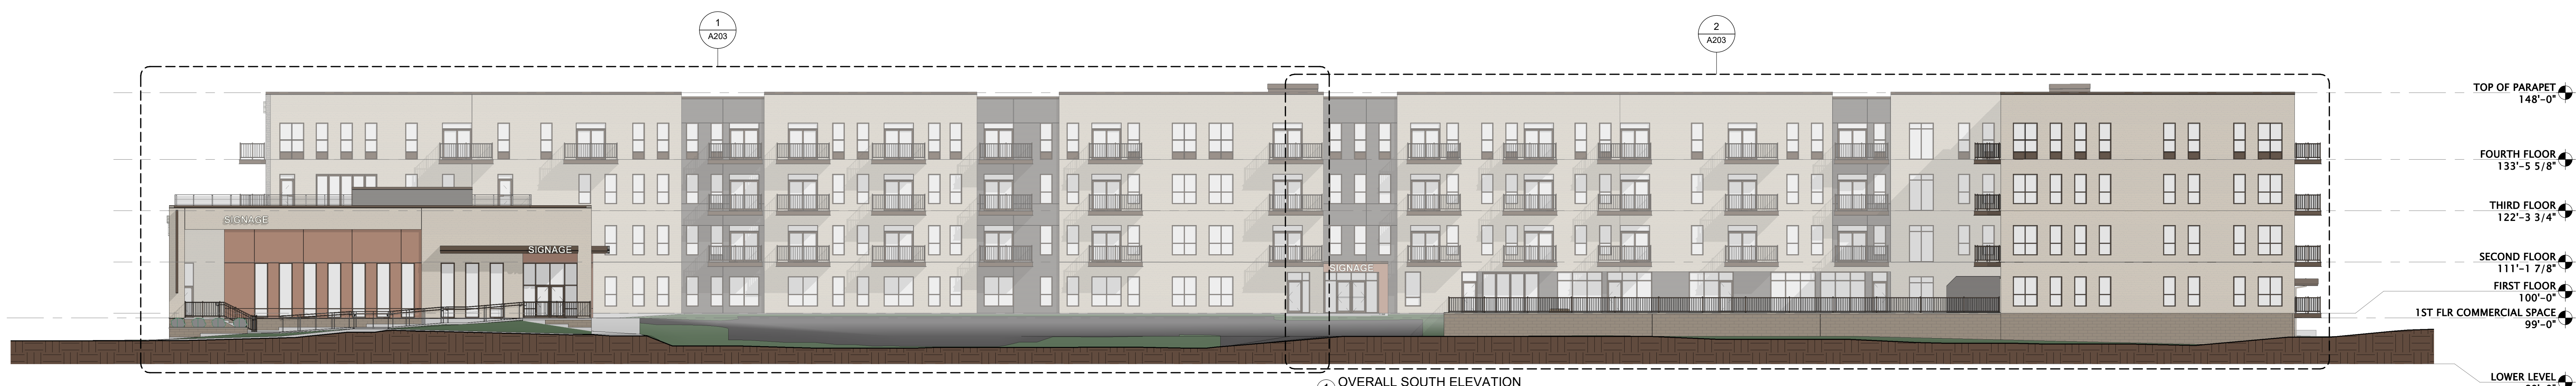 1
A203
2
A203
TOP OF PARAPET
148'-0"
FOURTH FLOOR
133'-5 5/8"
THIRD FLOOR
122'-3 3/4"
SECOND FLOOR
111'-1 7/8"
FIRST FLOOR
100'-0"
1ST FLR COMMERCIAL SPACE
99'-0"
LOWER LEVEL
SIGNAGE
SIGNAGE
SIGNAGE
OVERALL SOUTH ELEVATION